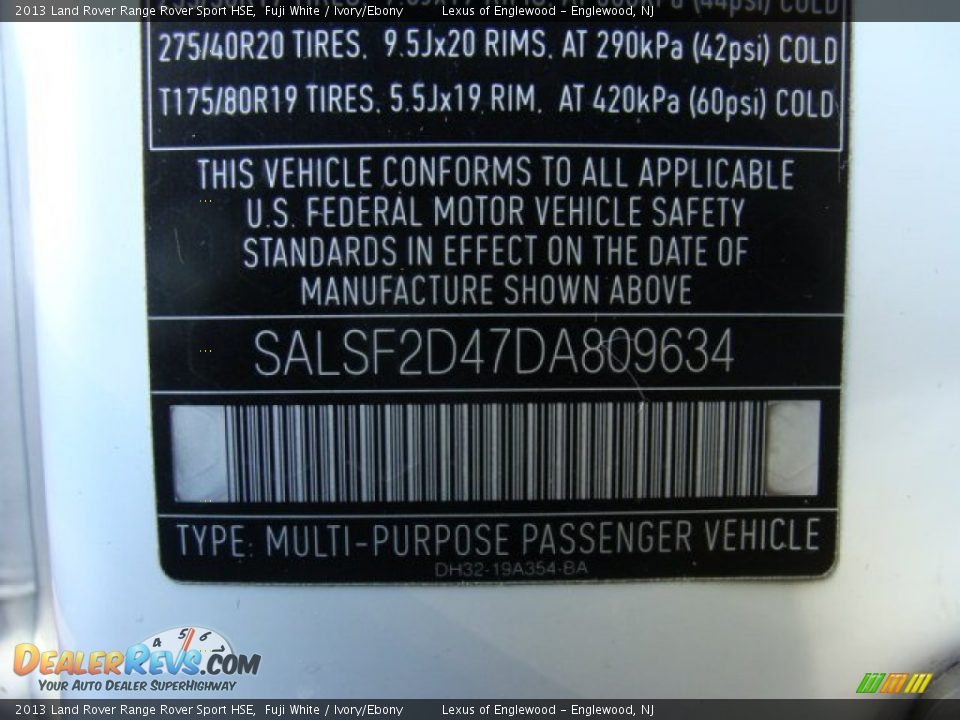 2013 Land Rover Range Rover Sport HSE, Fuji White / Ivory/Ebony Lexus of Englewood - Englewood, NJ
275/40R20 TIRES, 9.5Jx20 RIMS, AT 290kPa (42psi) COLD
T175/80R19 TIRES, 5.5Jx19 RIM, AT 420kPa (60psi) COLD
THIS VEHICLE CONFORMS TO ALL APPLICABLE
U.S. FEDERAL MOTOR VEHICLE SAFETY
STANDARDS IN EFFECT ON THE DATE OF
MANUFACTURE SHOWN ABOVE
SALSF2D47DA809634
TYPE: MULTI-PURPOSE PASSENGER VEHICLE
DH32-19A354-BA
4 5 6
DEALERREVS.COM
YOUR AUTO DEALER SUPERHIGHWAY
2013 Land Rover Range Rover Sport HSE, Fuji White / Ivory/Ebony Lexus of Englewood - Englewood, NJ